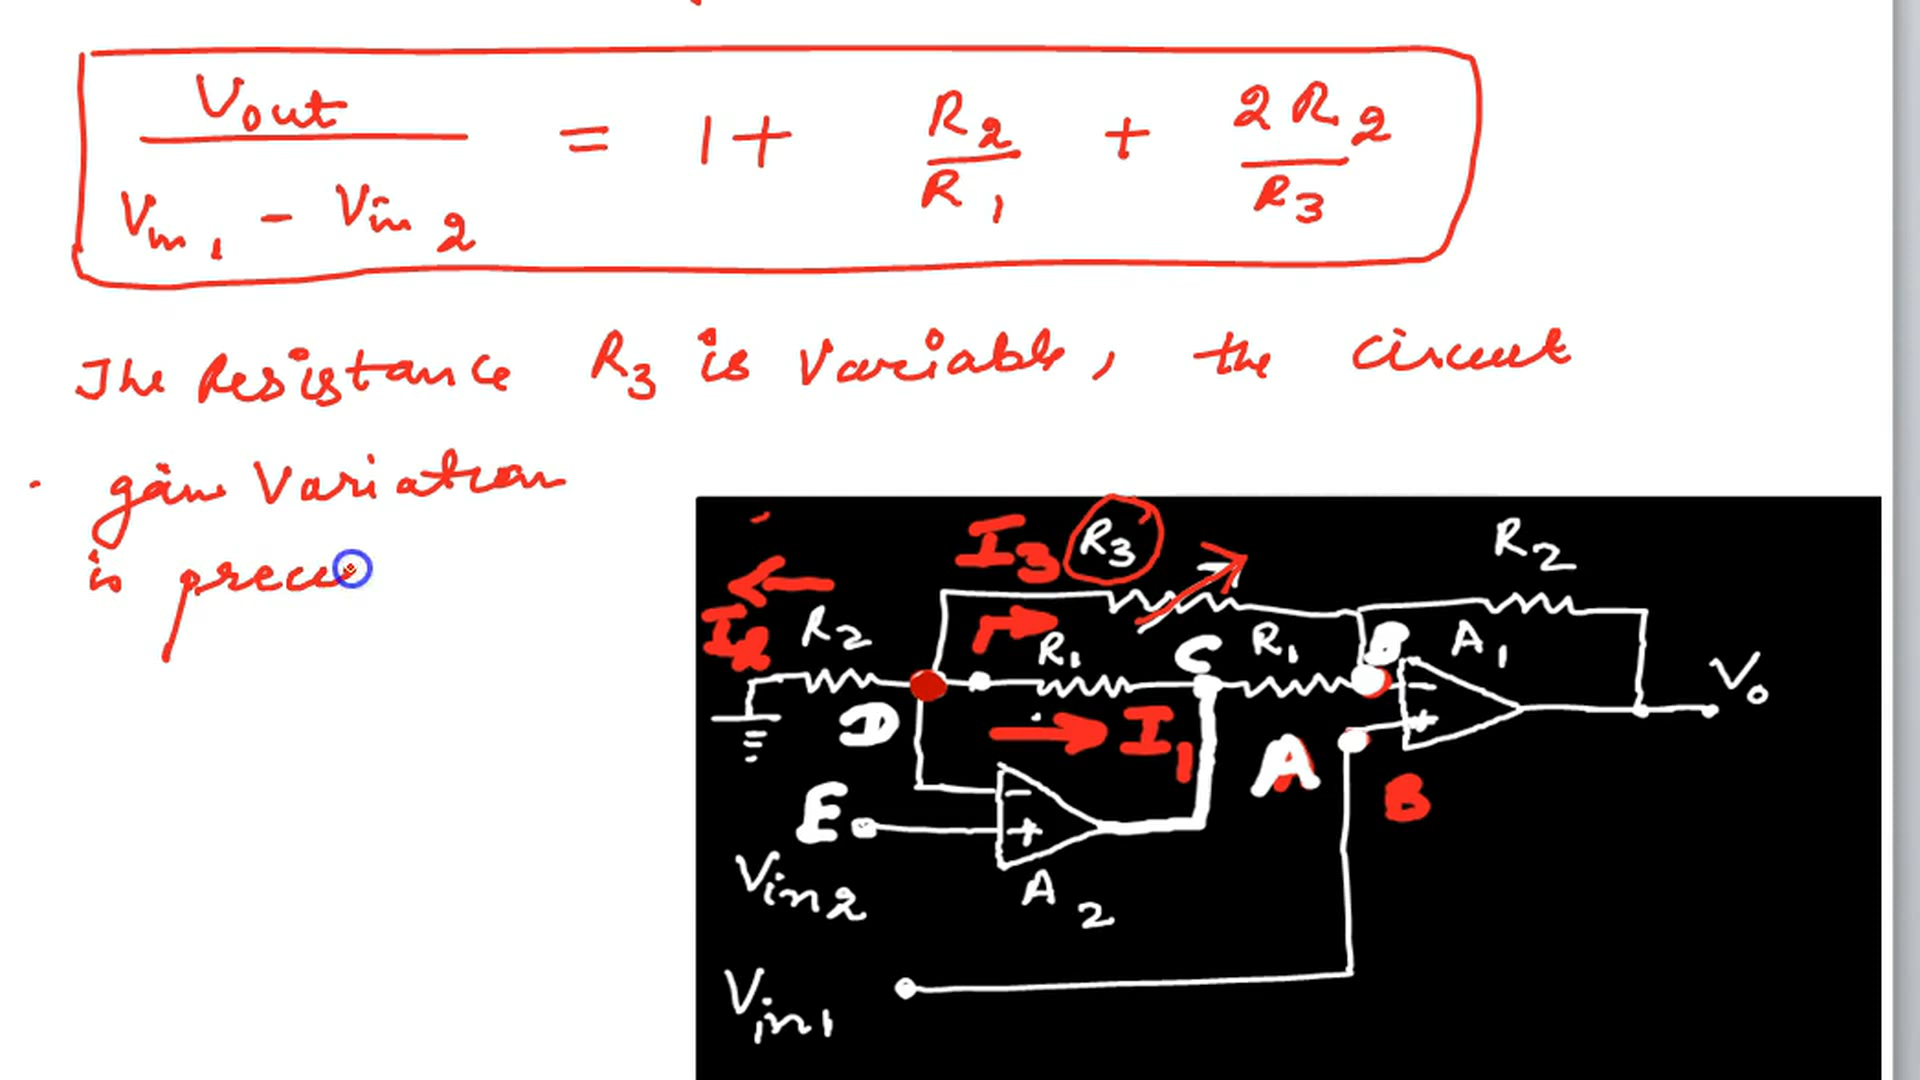 Vout / Vin1 - Vin2 = 1 + R2/R1 + 2R2/R3
The Resistance R3 is Variable, the circuit
gain Variation
is preces
I3 R3 R2
I2 R2 R1 C R1 B A1
Vo
D I1 A B
E
Vin2 A2
Vin1